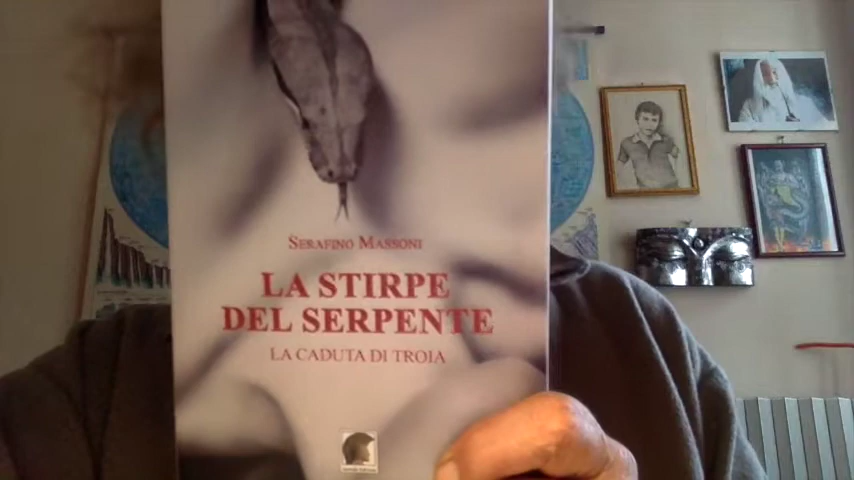 SERAFINO MASSONI
LA STIRPE
DEL SERPENTE
LA CADUTA DI TROIA